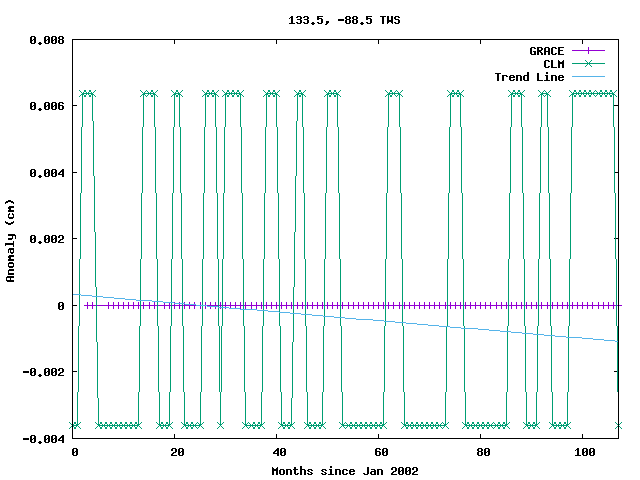 133.5, -88.5 TWS
GRACE
CLM
Trend Line
Anomaly (cm)
0.008
0.006
0.004
0.002
0
-0.002
-0.004
0 20 40 60 80 100
Months since Jan 2002